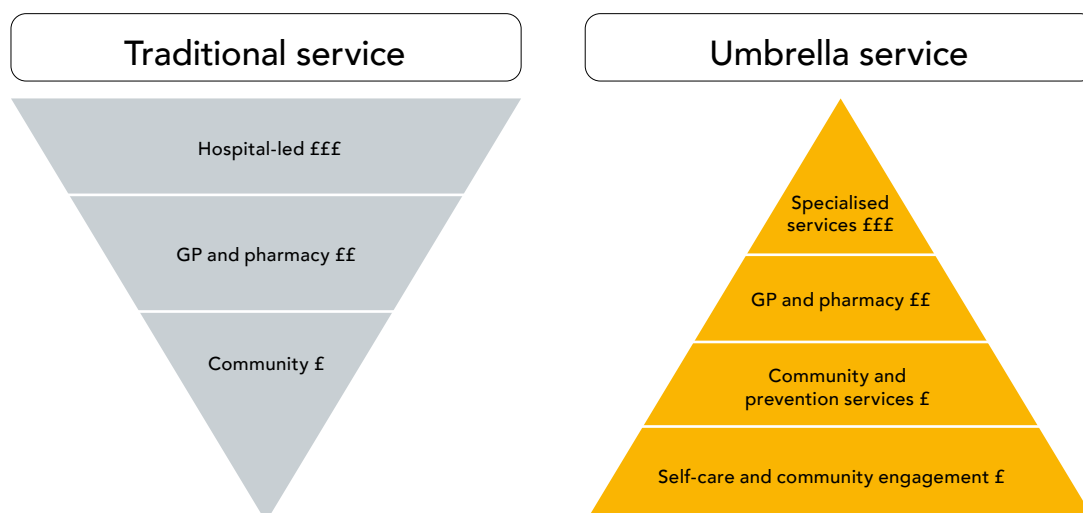 Traditional service
Hospital-led £££
GP and pharmacy ££
Community £
Umbrella service
Specialised
services £££
GP and pharmacy ££
Community and
prevention services £
Self-care and community engagement £